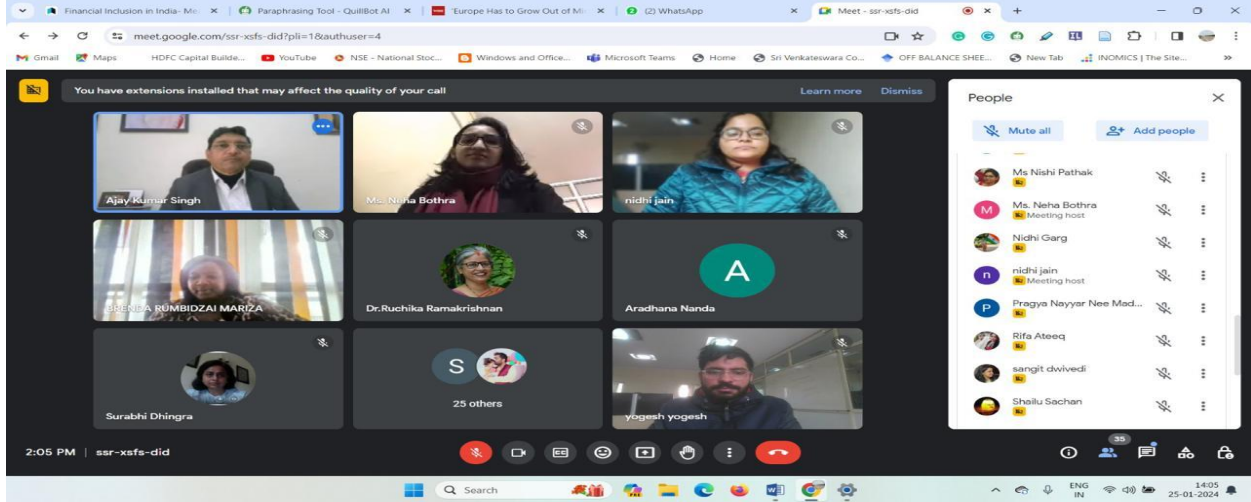 Financial Inclusion in India- Me
Paraphrasing Tool - QuillBot AI
'Europe Has to Grow Out of Mi
(2) WhatsApp
Meet - ssr-xsfs-did
meet.google.com/ssr-xsfs-did?pli=1&authuser=4
Gmail
Maps
HDFC Capital Builde...
YouTube
NSE - National Stoc...
Windows and Office...
Microsoft Teams
Home
Sri Venkateswara Co...
OFF BALANCE SHEE...
New Tab
INOMICS | The Site...
You have extensions installed that may affect the quality of your call
Learn more
Dismiss
Ajay Kumar Singh
Ms. Neha Bothra
nidhi jain
BRENDA RUMBIDZAI MARIZA
Dr.Ruchika Ramakrishnan
A
Aradhana Nanda
Surabhi Dhingra
S
25 others
yogesh yogesh
People
Mute all
Add people
Ms Nishi Pathak
M
Ms. Neha Bothra
Meeting host
Nidhi Garg
n
nidhi jain
Meeting host
P
Pragya Nayyar Nee Mad...
Rifa Ateeq
sangit dwivedi
Shailu Sachan
2:05 PM | ssr-xsfs-did
35
Search
ENG
IN
14:05
25-01-2024